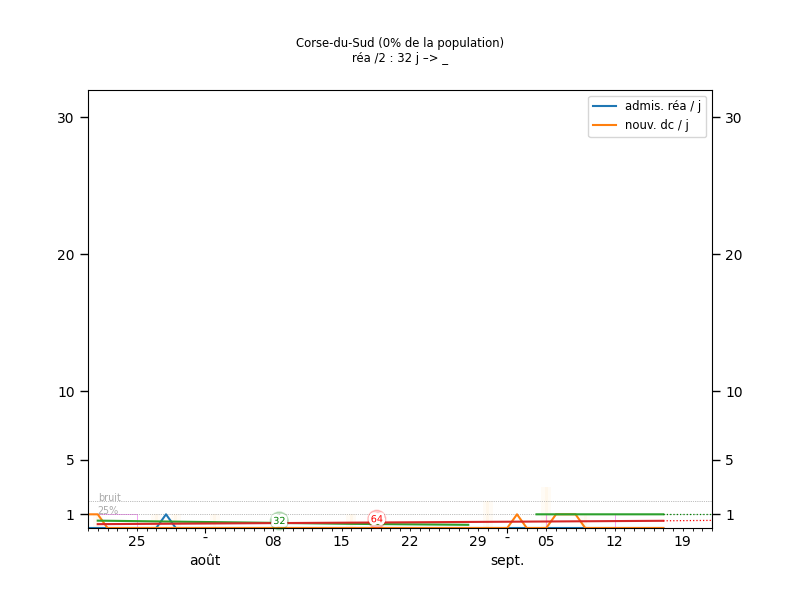 Corse-du-Sud (0% de la population)
réa /2 : 32 j –> _
admis. réa / j
nouv. dc / j
30 30
20 20
10 10
5 5
bruit
25%
1 32 64 1
25 - 08 15 22 29 - 05 12 19
août sept.